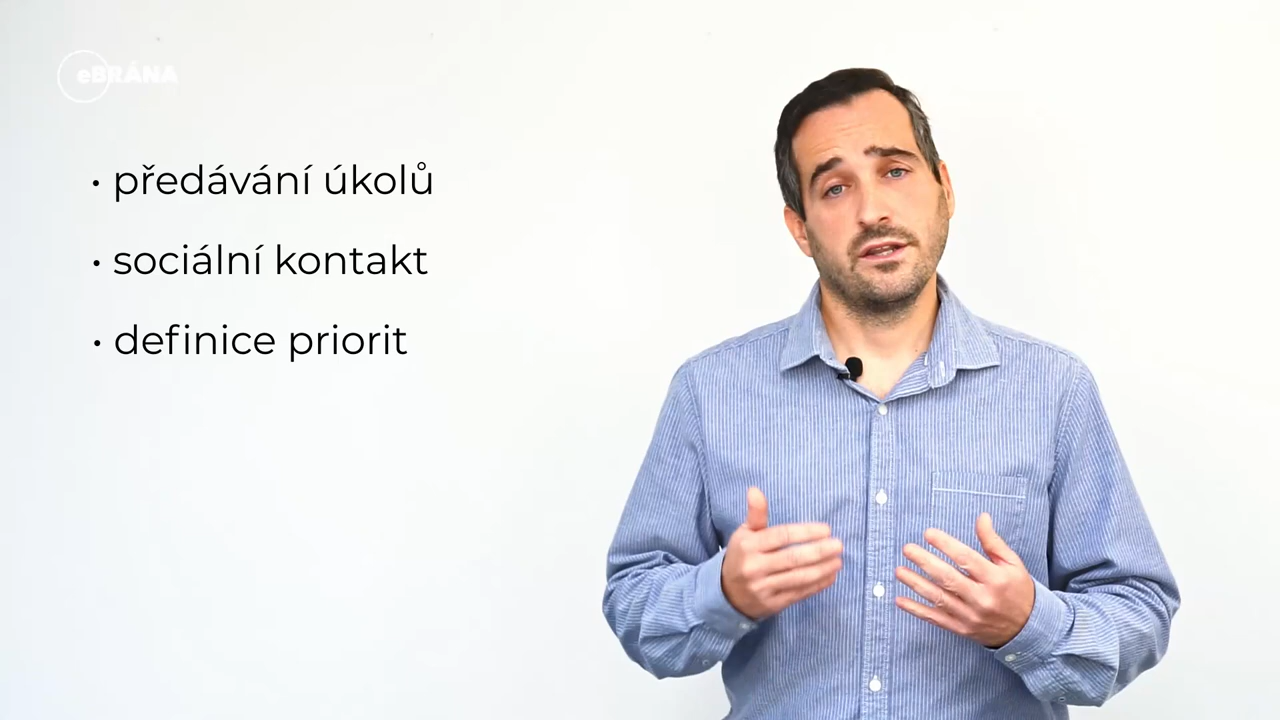 eBRÁNA
• předávání úkolů
• sociální kontakt
• definice priorit